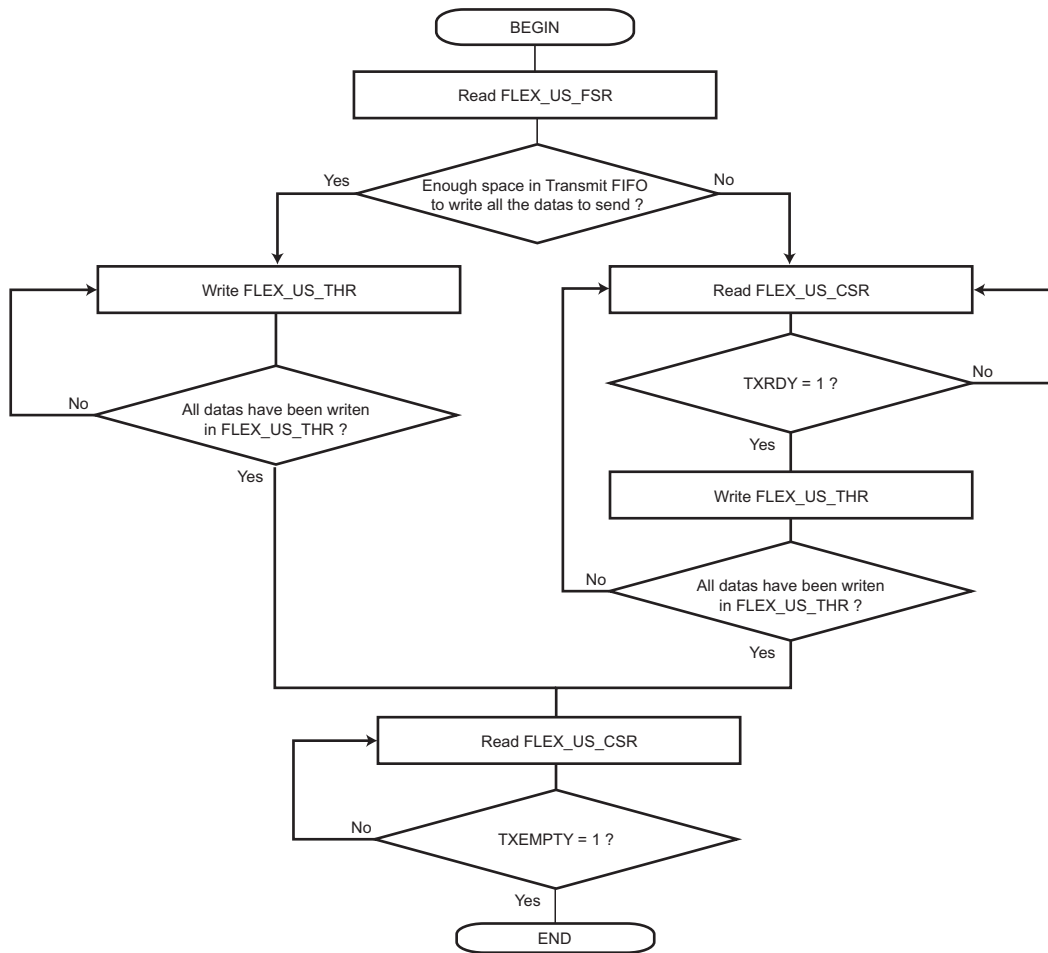 BEGIN
Read FLEX_US_FSR
Yes
Enough space in Transmit FIFO
to write all the datas to send ?
No
Write FLEX_US_THR
Read FLEX_US_CSR
TXRDY = 1 ?
No
No
All datas have been writen
in FLEX_US_THR ?
Yes
Yes
Write FLEX_US_THR
No
All datas have been writen
in FLEX_US_THR ?
Yes
Read FLEX_US_CSR
No
TXEMPTY = 1 ?
Yes
END